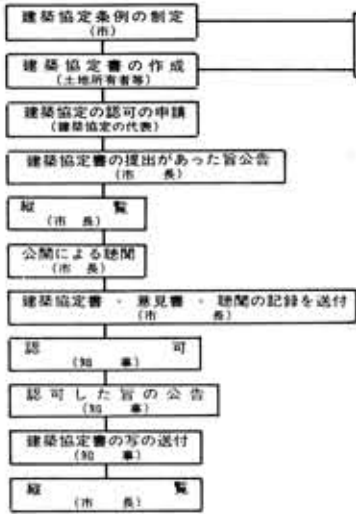 建築協定条例の制定
(市)
建築協定書の作成
(土地所有者等)
建築協定の認可の申請
(建築協定の代表)
建築協定書の提出があった旨公告
(市 長)
縦 覧
(市 長)
公開による聴聞
(市 長)
建築協定書・意見書・聴聞の記録を送付
(市 長)
認 可
(知 事)
認可した旨の公告
(知 事)
建築協定書の写の送付
(知 事)
縦 覧
(市 長)